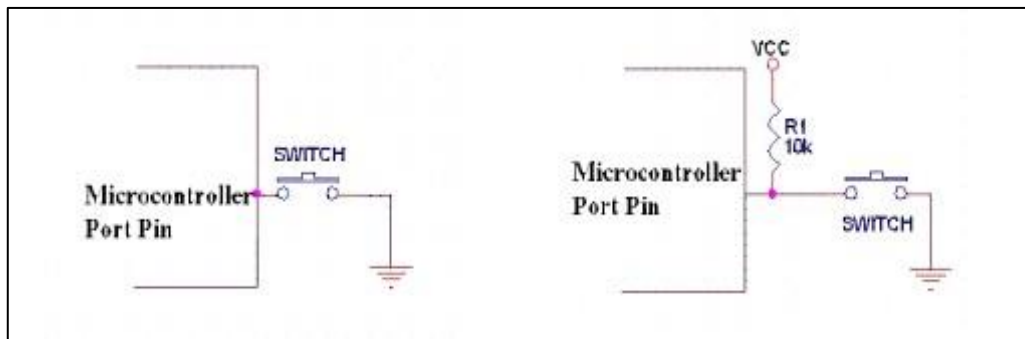 SWITCH
Microcontroller
Port Pin
VCC
R1
10k
Microcontroller
Port Pin
SWITCH